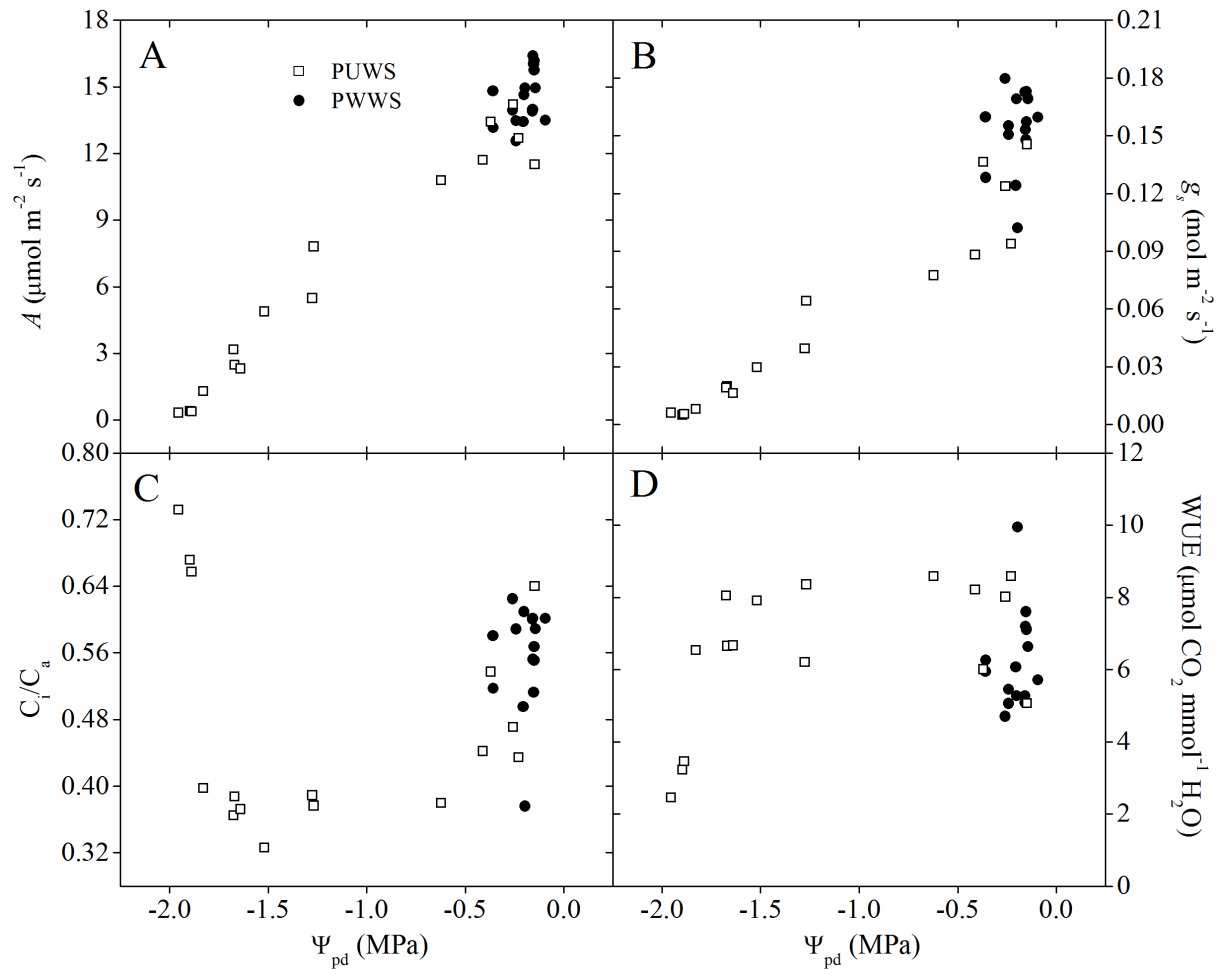 A
PUWS
PWWS
18
15
12
9
6
3
0
A (μmol m⁻² s⁻¹)
B
0.21
0.18
0.15
0.12
0.09
0.06
0.03
0.00
gₛ (mol m⁻² s⁻¹)
C
0.80
0.72
0.64
0.56
0.48
0.40
0.32
Cᵢ/Cₐ
-2.0 -1.5 -1.0 -0.5 0.0
Ψpd (MPa)
D
12
10
8
6
4
2
0
WUE (μmol CO₂ mmol⁻¹ H₂O)
-2.0 -1.5 -1.0 -0.5 0.0
Ψpd (MPa)